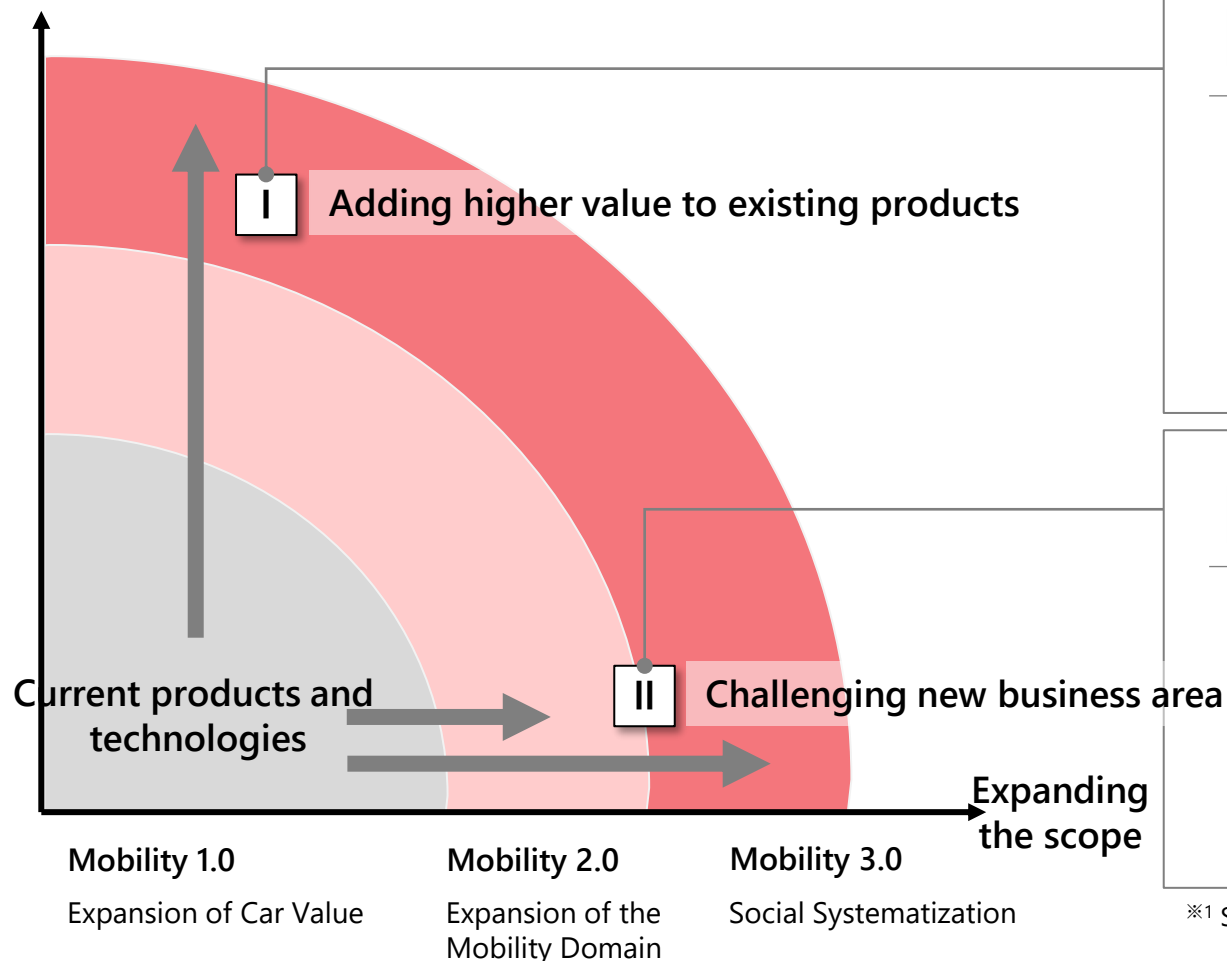 I
Adding higher value to existing products
Current products and
technologies
II
Challenging new business area
Expanding
the scope
Mobility 1.0
Expansion of Car Value
Mobility 2.0
Expansion of the
Mobility Domain
Mobility 3.0
Social Systematization
※1 S